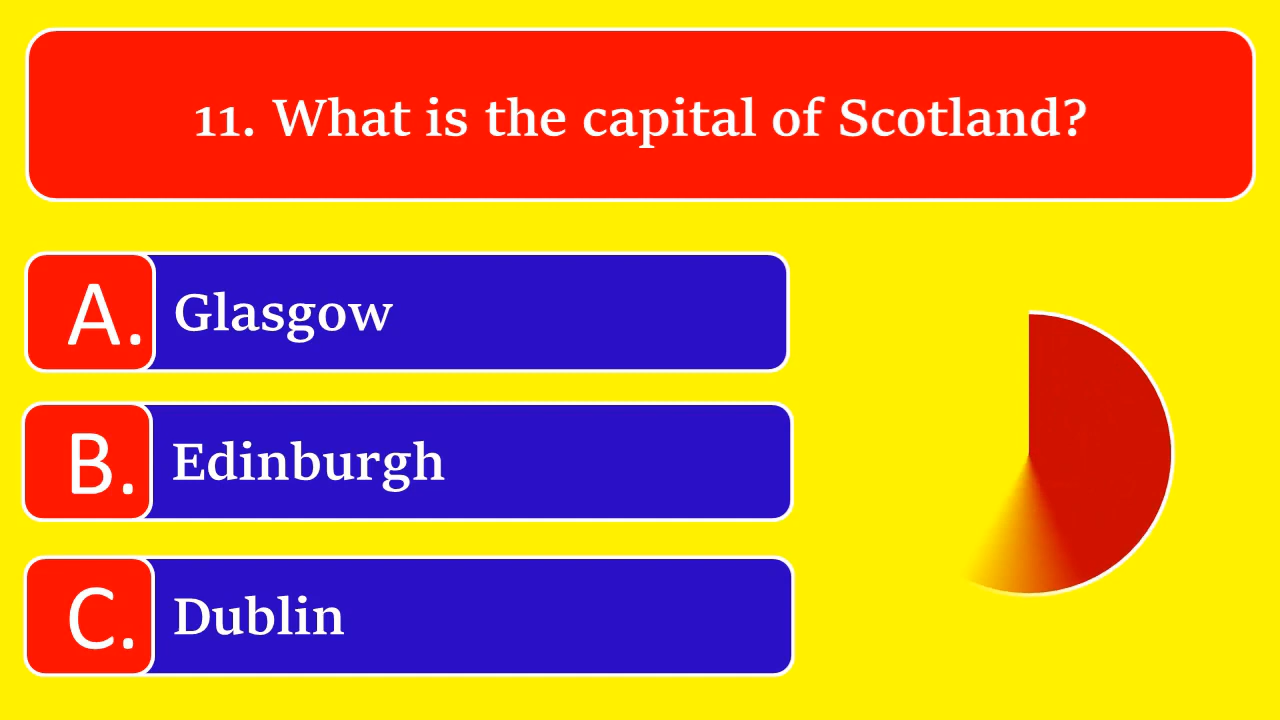 11. What is the capital of Scotland?
A. Glasgow
B. Edinburgh
C. Dublin